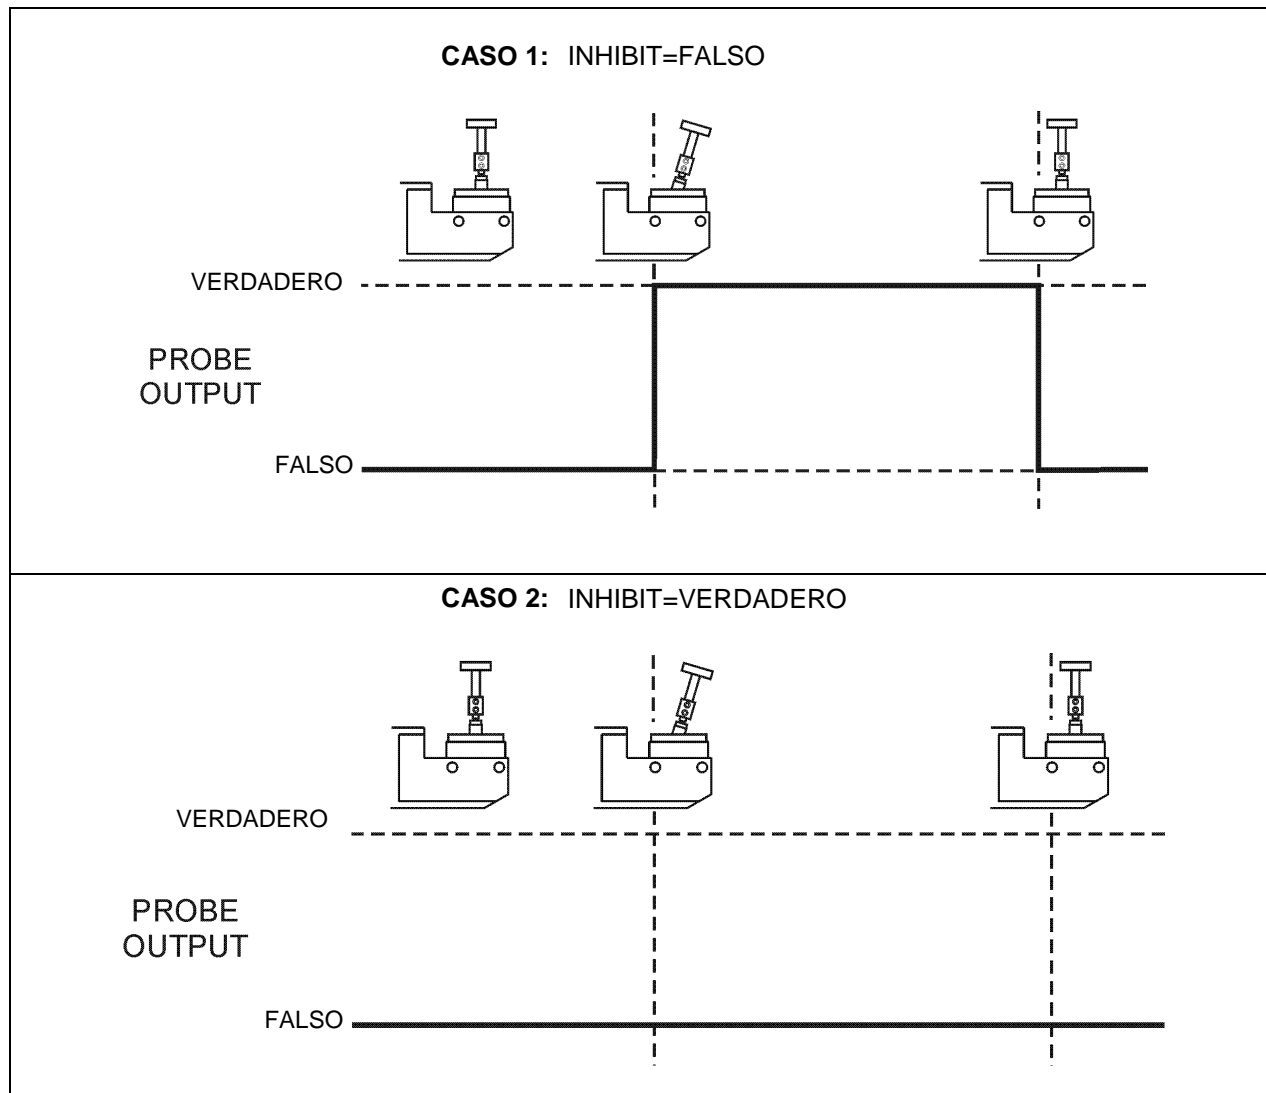 CASO 1: INHIBIT=FALSO
VERDADERO
PROBE
OUTPUT
FALSO
CASO 2: INHIBIT=VERDADERO
VERDADERO
PROBE
OUTPUT
FALSO